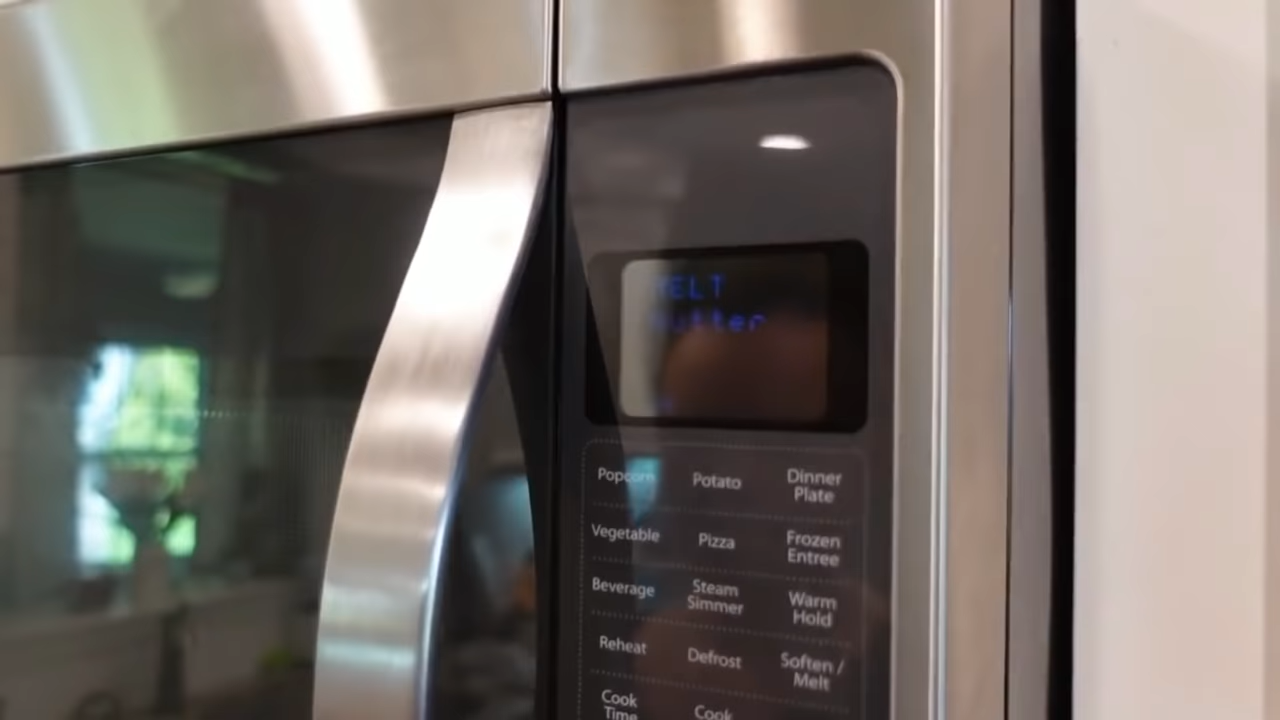 MELT
butter
Popcorn Potato Dinner Plate
Vegetable Pizza Frozen Entree
Beverage Steam Simmer Warm Hold
Reheat Defrost Soften / Melt
Cook Time Cook